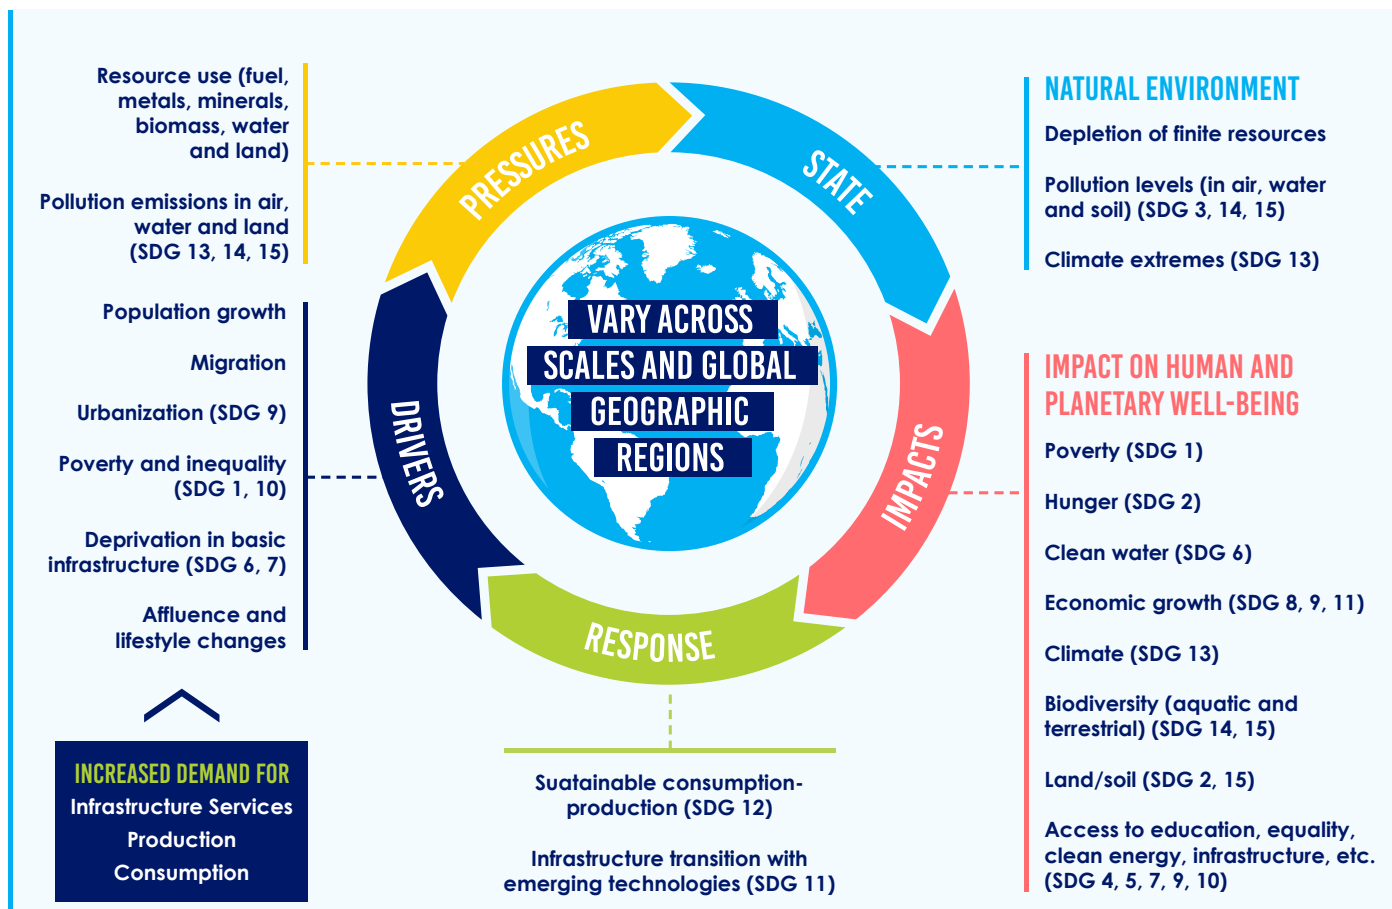 Resource use (fuel,
metals, minerals,
biomass, water
and land)
Pollution emissions in air,
water and land
(SDG 13, 14, 15)
Population growth
Migration
Urbanization (SDG 9)
Poverty and inequality
(SDG 1, 10)
Deprivation in basic
infrastructure (SDG 6, 7)
Affluence and
lifestyle changes
INCREASED DEMAND FOR
Infrastructure Services
Production
Consumption
PRESSURES
STATE
DRIVERS
IMPACTS
RESPONSE
VARY ACROSS
SCALES AND GLOBAL
GEOGRAPHIC
REGIONS
Suatainable consumption-
production (SDG 12)
Infrastructure transition with
emerging technologies (SDG 11)
NATURAL ENVIRONMENT
Depletion of finite resources
Pollution levels (in air, water
and soil) (SDG 3, 14, 15)
Climate extremes (SDG 13)
IMPACT ON HUMAN AND
PLANETARY WELL-BEING
Poverty (SDG 1)
Hunger (SDG 2)
Clean water (SDG 6)
Economic growth (SDG 8, 9, 11)
Climate (SDG 13)
Biodiversity (aquatic and
terrestrial) (SDG 14, 15)
Land/soil (SDG 2, 15)
Access to education, equality,
clean energy, infrastructure, etc.
(SDG 4, 5, 7, 9, 10)